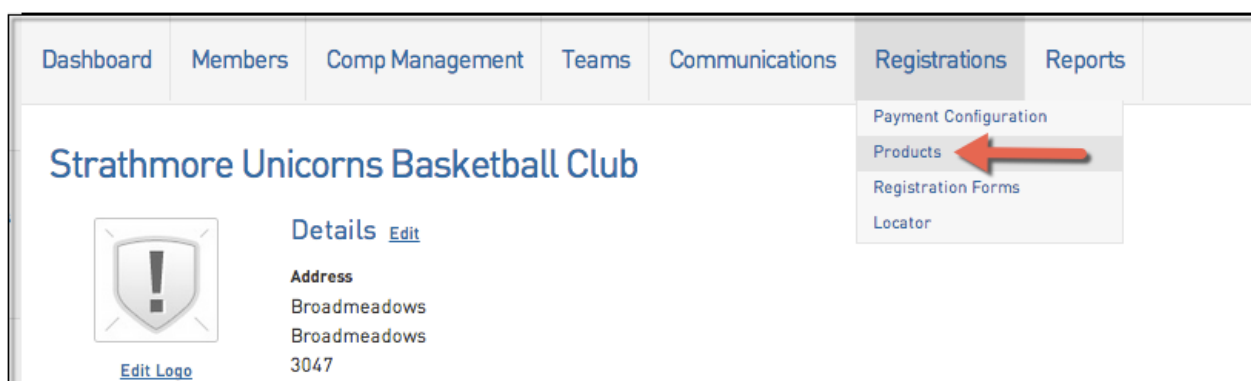 Dashboard Members Comp Management Teams Communications Registrations Reports
Payment Configuration
Products
Registration Forms
Locator
Strathmore Unicorns Basketball Club
Details Edit
Address
Broadmeadows
Broadmeadows
3047
Edit Logo